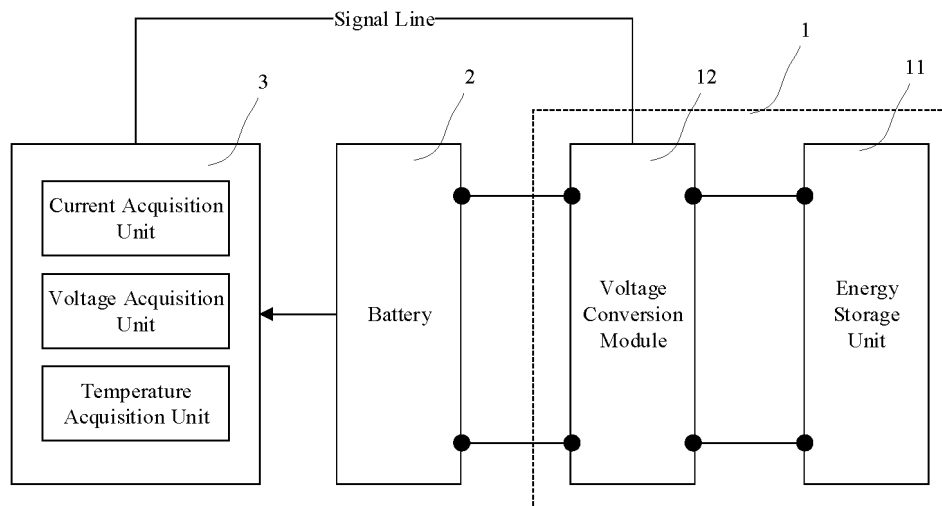 Signal Line
1
3
2
12
11
Current Acquisition
Unit
Voltage Acquisition
Unit
Temperature
Acquisition Unit
Battery
Voltage
Conversion
Module
Energy
Storage
Unit